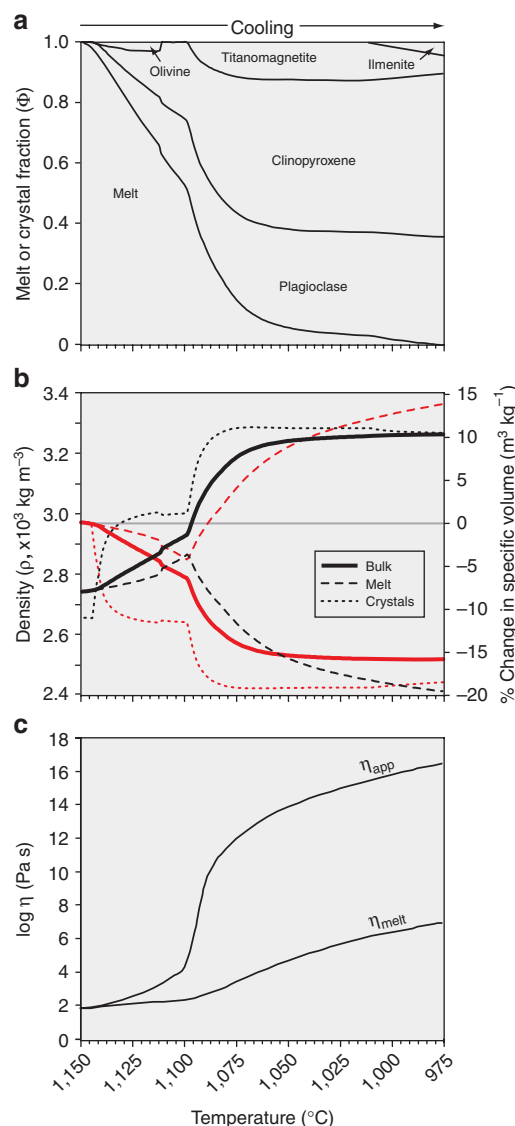 Cooling
a
1.0
0.8
0.6
0.4
0.2
0
Melt or crystal fraction (Φ)
Olivine
Titanomagnetite
Ilmenite
Clinopyroxene
Melt
Plagioclase
b
3.4
3.2
3.0
2.8
2.6
2.4
Density (ρ, x10³ kg m⁻³)
15
10
5
0
–5
–10
–15
–20
% Change in specific volume (m³ kg⁻¹)
Bulk
Melt
Crystals
c
18
16
14
12
10
8
6
4
2
0
log η (Pa s)
ηapp
ηmelt
1,150
1,125
1,100
1,075
1,050
1,025
1,000
975
Temperature (°C)